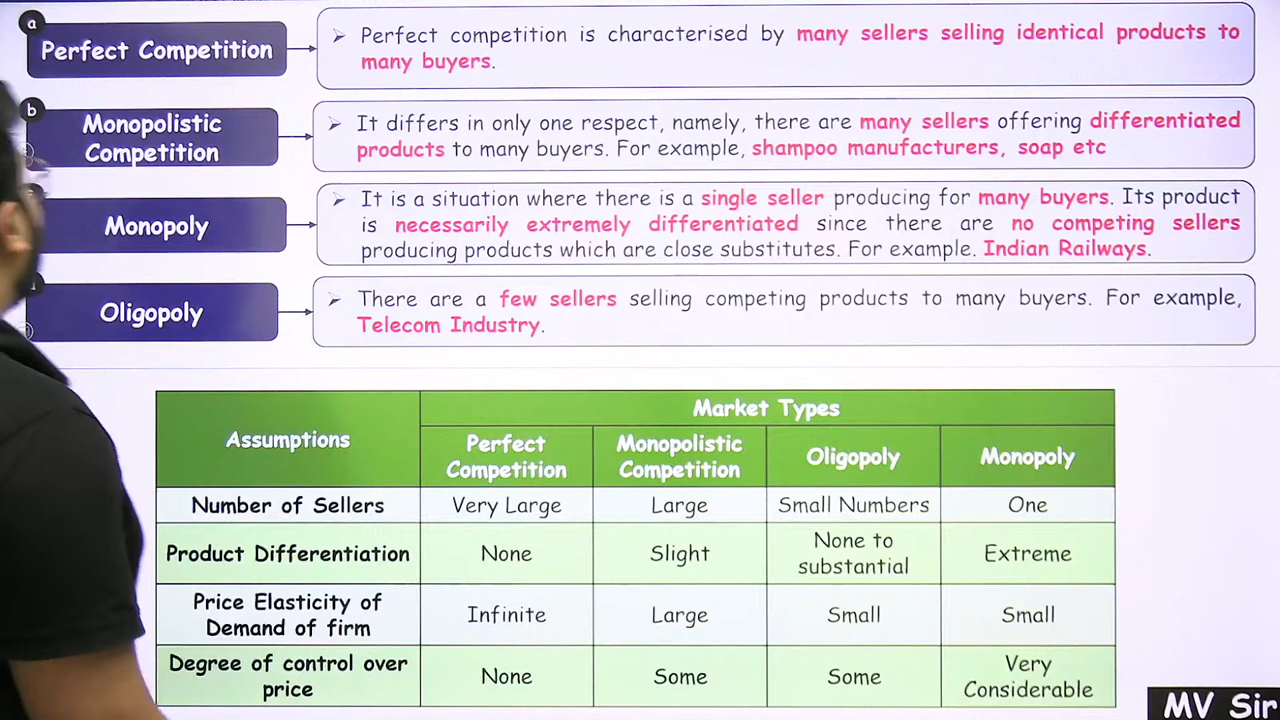 a
Perfect Competition
➢ Perfect competition is characterised by many sellers selling identical products to
many buyers.
b
Monopolistic
Competition
➢ It differs in only one respect, namely, there are many sellers offering differentiated
products to many buyers. For example, shampoo manufacturers, soap etc
Monopoly
➢ It is a situation where there is a single seller producing for many buyers. Its product
is necessarily extremely differentiated since there are no competing sellers
producing products which are close substitutes. For example. Indian Railways.
Oligopoly
➢ There are a few sellers selling competing products to many buyers. For example,
Telecom Industry.
Assumptions
Market Types
Perfect
Competition
Monopolistic
Competition
Oligopoly
Monopoly
Number of Sellers
Very Large
Large
Small Numbers
One
Product Differentiation
None
Slight
None to
substantial
Extreme
Price Elasticity of
Demand of firm
Infinite
Large
Small
Small
Degree of control over
price
None
Some
Some
Very
Considerable
MV Sir